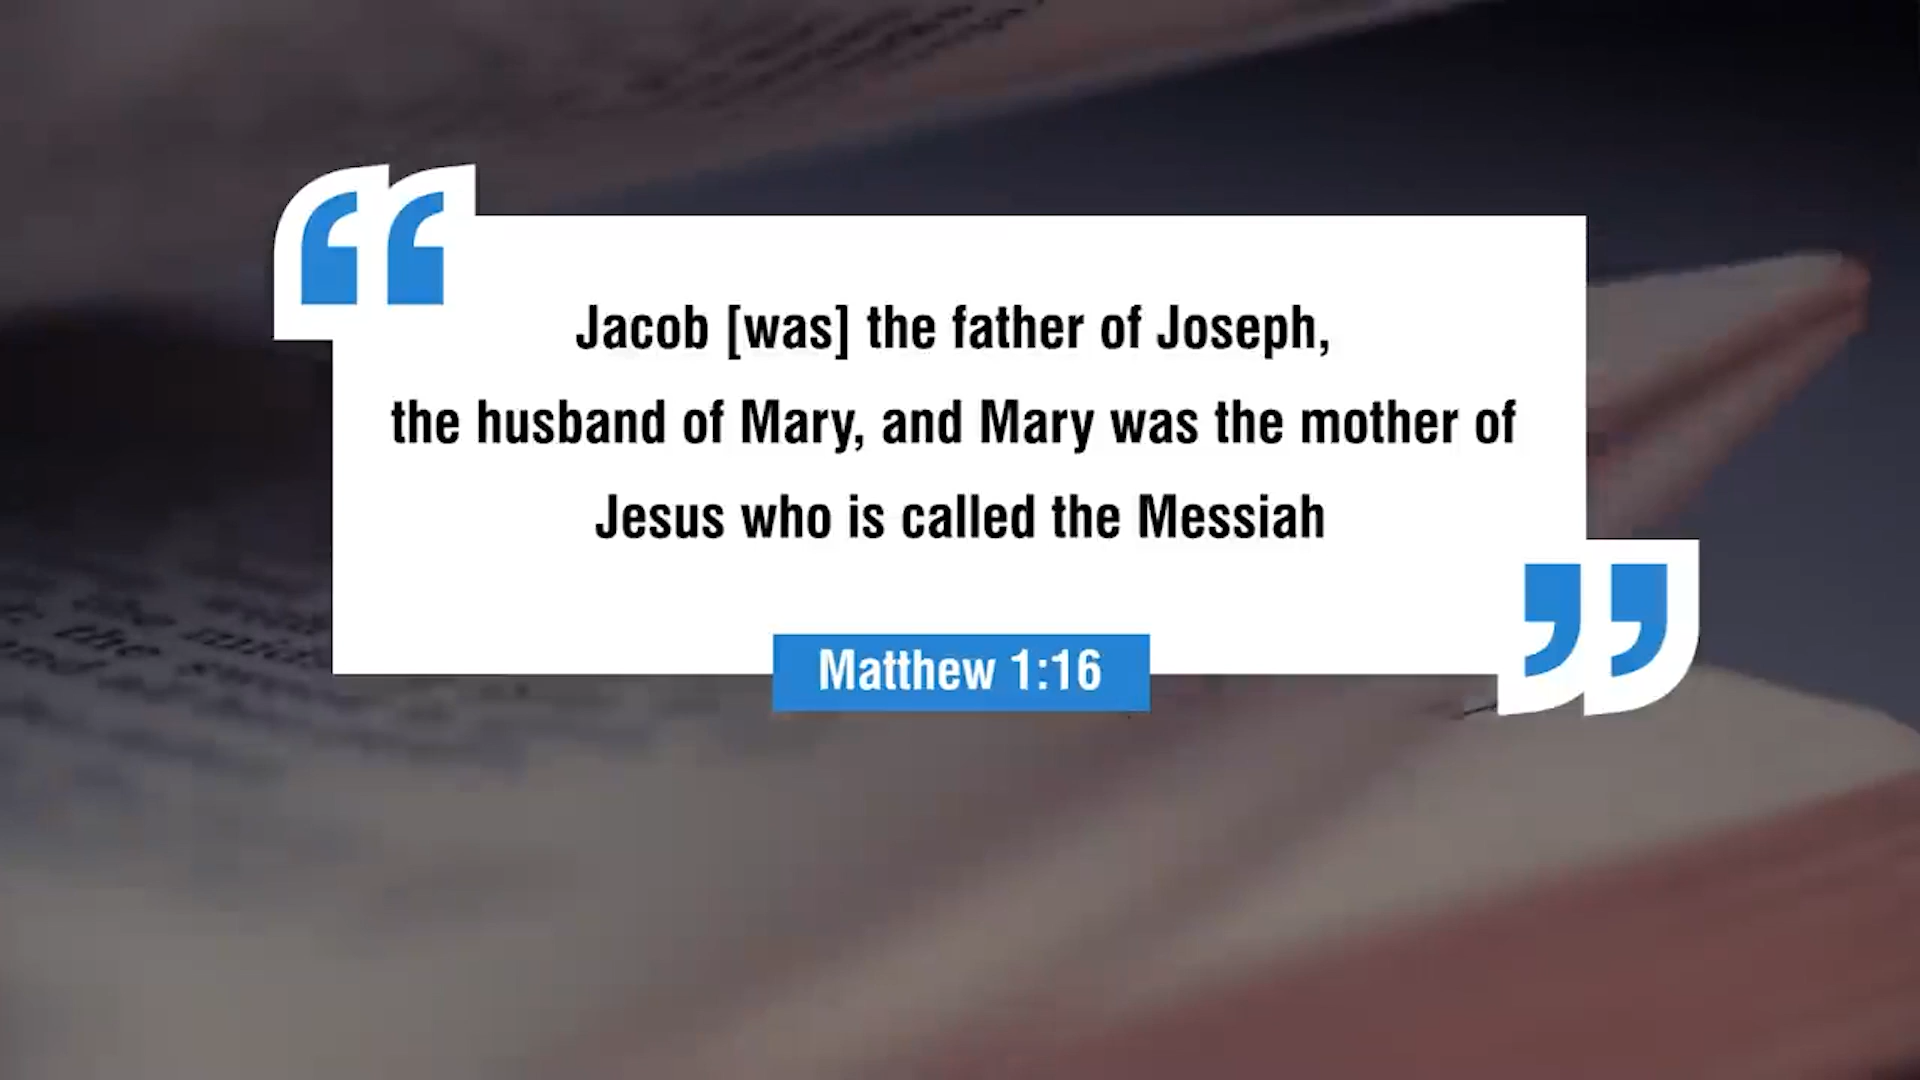 Jacob [was] the father of Joseph,
the husband of Mary, and Mary was the mother of
Jesus who is called the Messiah
Matthew 1:16